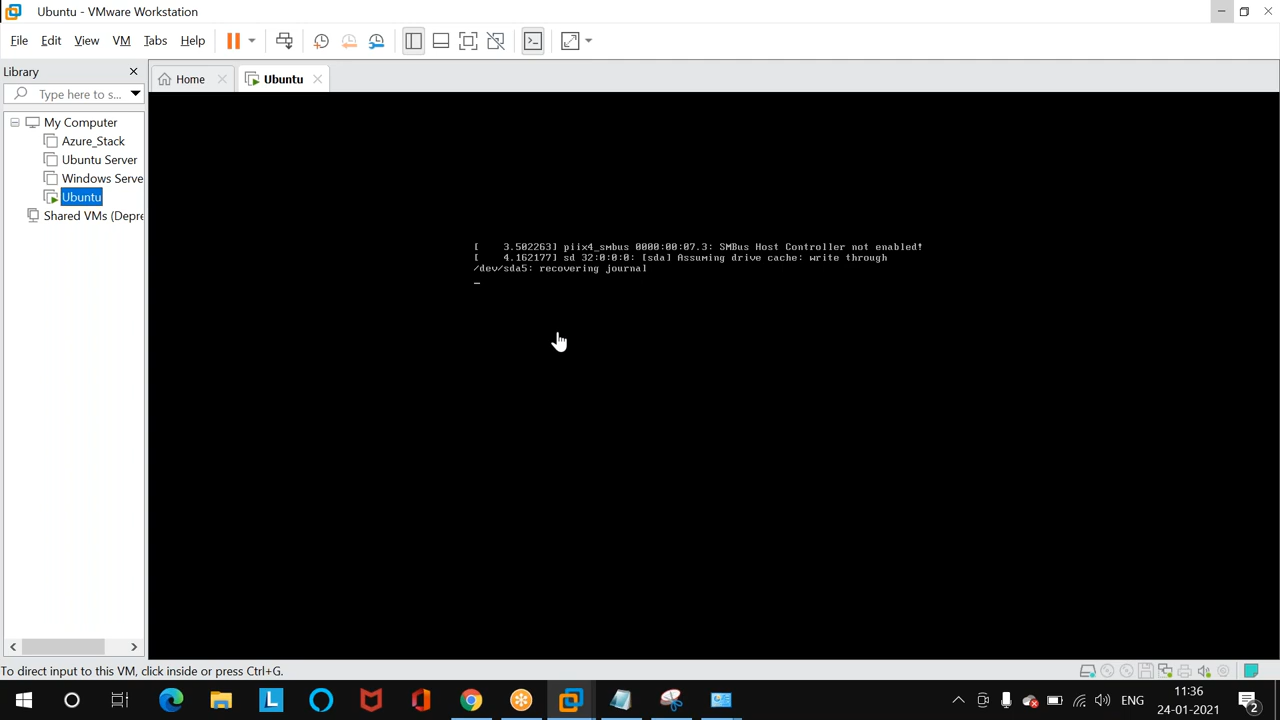 Ubuntu - VMware Workstation
File Edit View VM Tabs Help
Library
Type here to s...
Home
Ubuntu
My Computer
Azure_Stack
Ubuntu Server
Windows Serve
Ubuntu
Shared VMs (Depre
[    3.502263] piix4_smbus 0000:00:07.3: SMBus Host Controller not enabled!
[    4.162177] sd 32:0:0:0: [sda] Assuming drive cache: write through
/dev/sda5: recovering journal
_
To direct input to this VM, click inside or press Ctrl+G.
L
ENG
11:36
24-01-2021
2